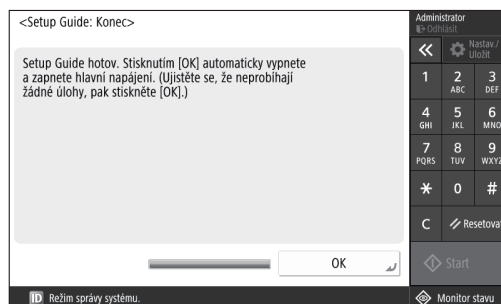 <Setup Guide: Konec>
Setup Guide hotov. Stisknutím [OK] automaticky vypnete
a zapnete hlavní napájení. (Ujistěte se, že neprobíhají
žádné úlohy, pak stiskněte [OK].)
OK
ID Režim správy systému.
Administrator
Odhlásit
Nastav./
Uložit
1 2 3
ABC DEF
4 5 6
GHI JKL MNO
7 8 9
PQRS TUV WXYZ
* 0 #
C Resetovat
Start
Monitor stavu